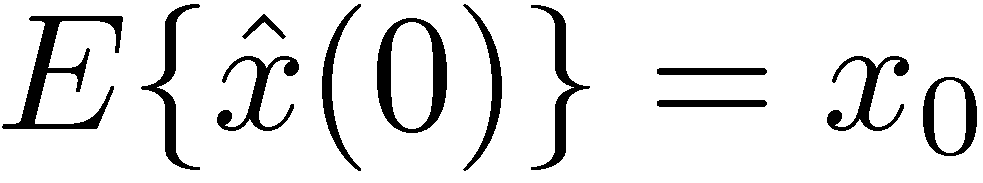 E{x̂(0)} = x₀